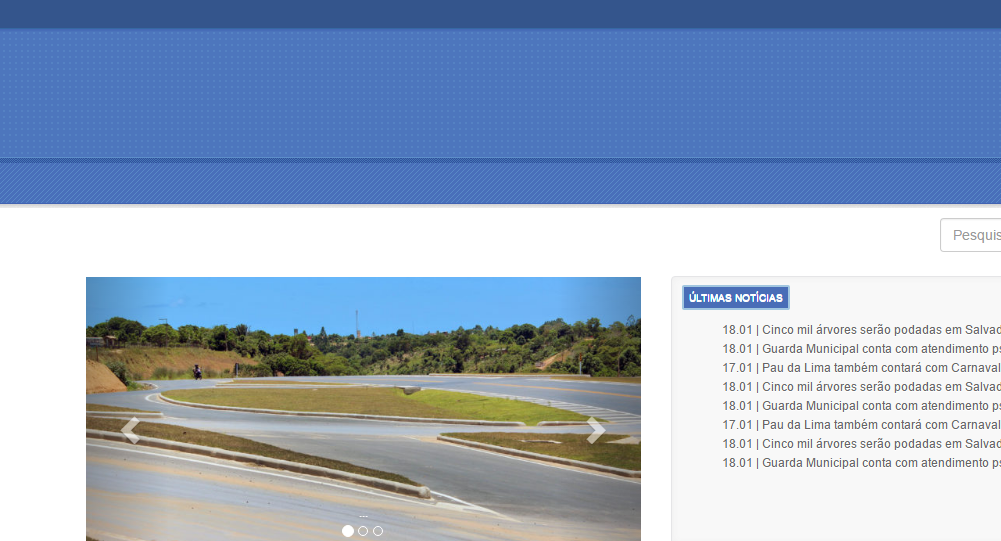 Pesquis
ÚLTIMAS NOTÍCIAS
18.01 | Cinco mil árvores serão podadas em Salvad
18.01 | Guarda Municipal conta com atendimento ps
17.01 | Pau da Lima também contará com Carnaval
18.01 | Cinco mil árvores serão podadas em Salvad
18.01 | Guarda Municipal conta com atendimento ps
17.01 | Pau da Lima também contará com Carnaval
18.01 | Cinco mil árvores serão podadas em Salvad
18.01 | Guarda Municipal conta com atendimento ps
...